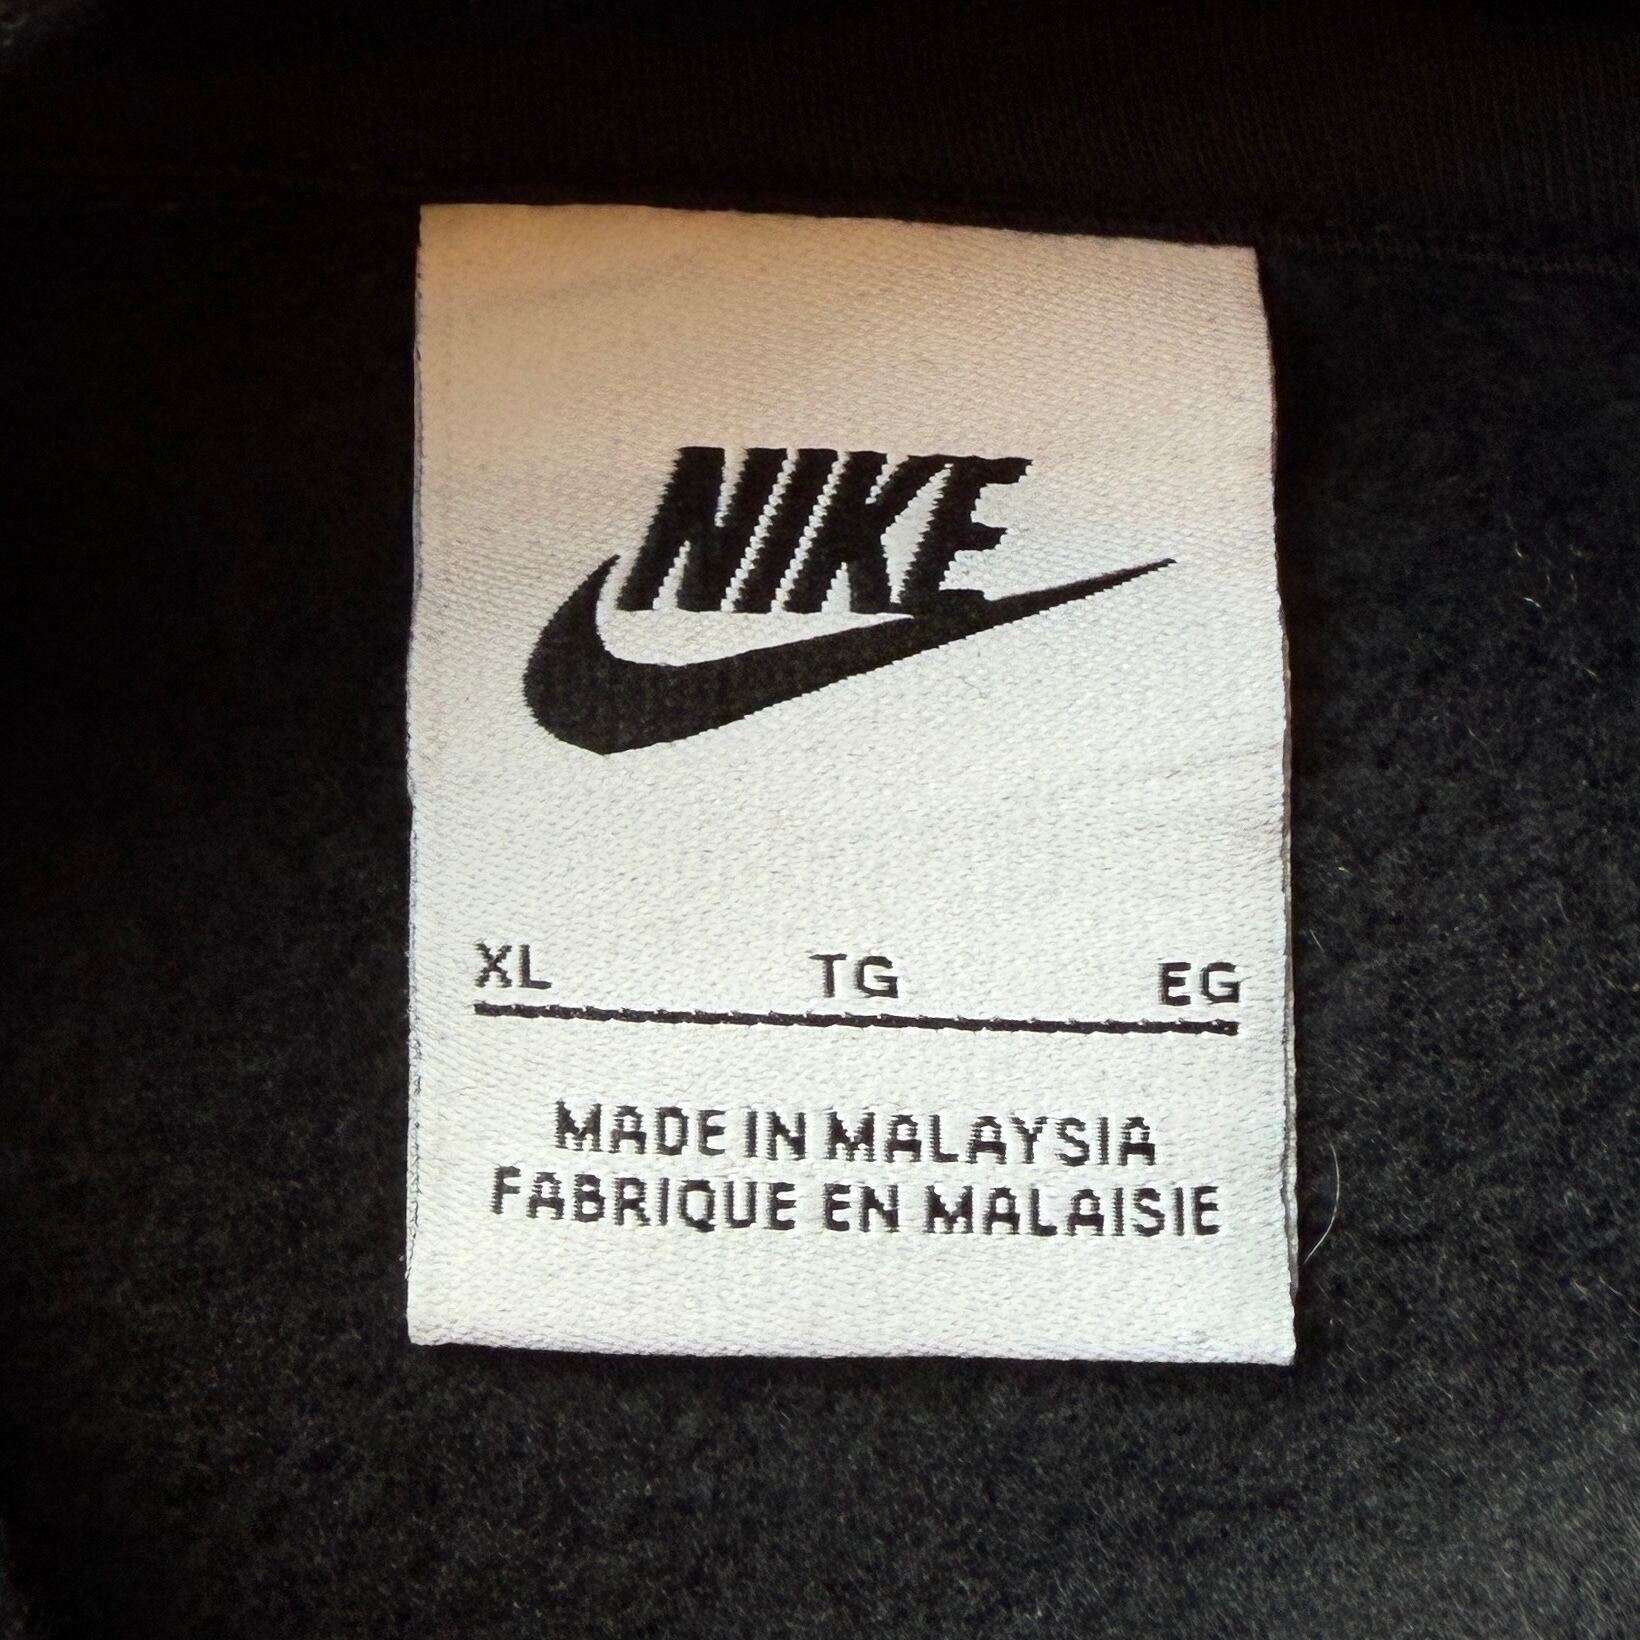 NIKE
XL TG EG
MADE IN MALAYSIA
FABRIQUE EN MALAISIE